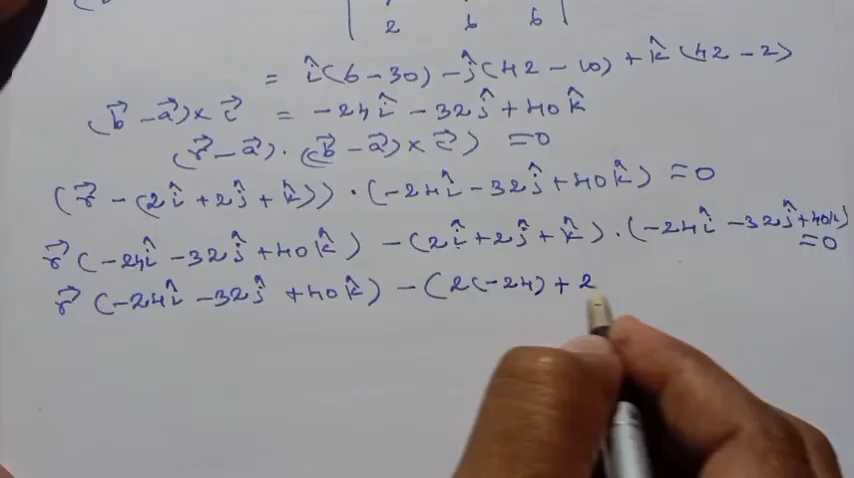 2 6 6
= î(6-30) - ĵ(42-10) + k̂(42-2)
(b⃗ - a⃗) × c⃗ = -24î - 32ĵ + 40k̂
(r⃗ - a⃗) · (b⃗ - a⃗) × c⃗) = 0
(r⃗ - (2î + 2ĵ + k̂)) · (-24î - 32ĵ + 40k̂) = 0
r⃗ (-24î - 32ĵ + 40k̂) - (2î + 2ĵ + k̂) · (-24î - 32ĵ + 40k̂)
= 0
r⃗ (-24î - 32ĵ + 40k̂) - (2(-24) + 2